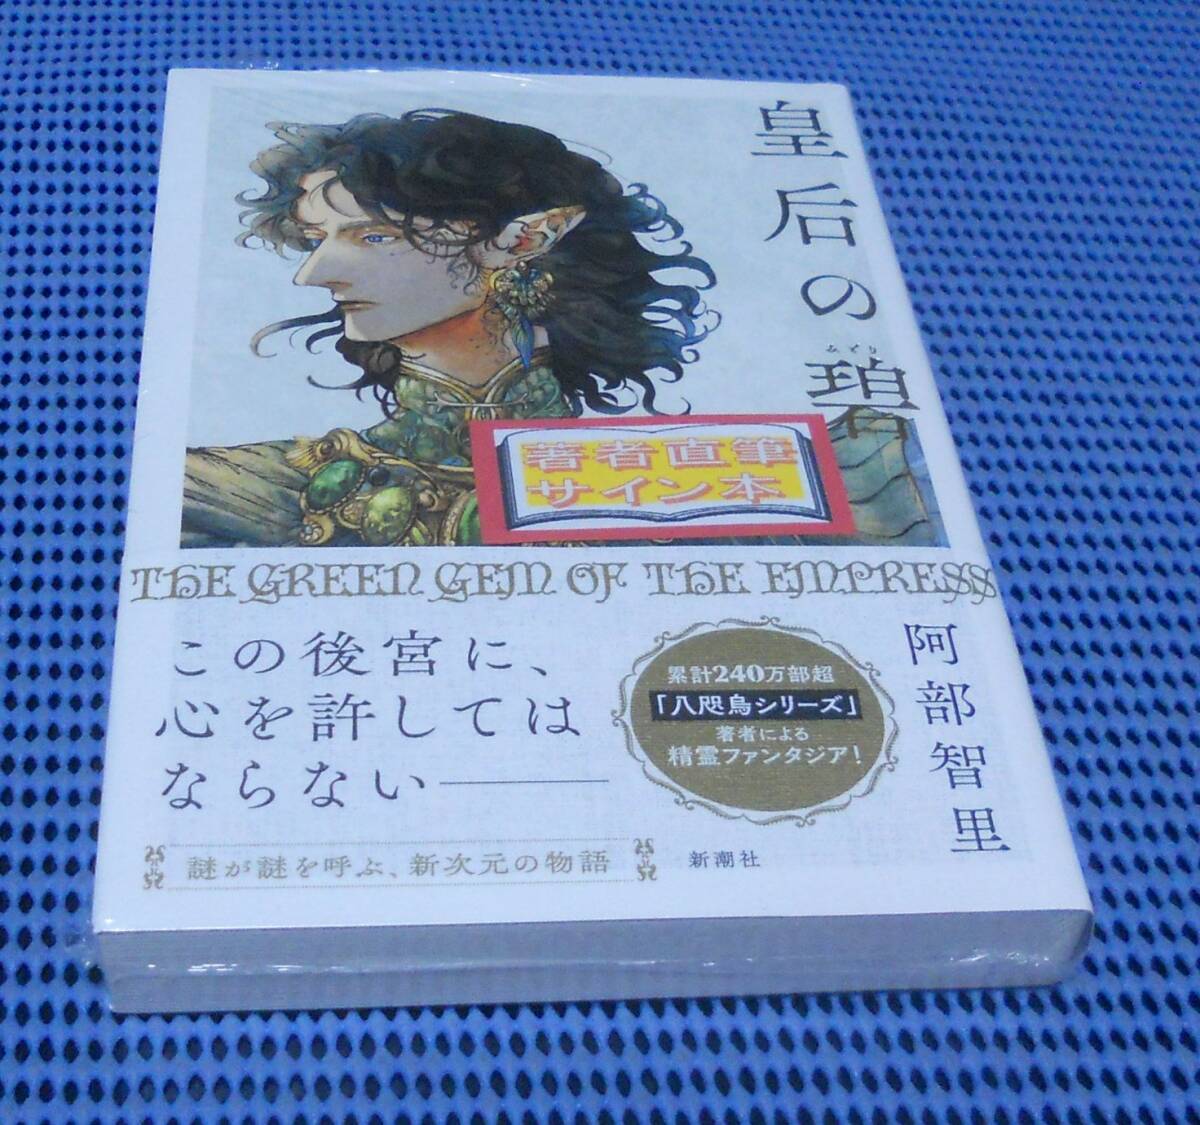 皇后の碧
みどり
著者直筆
サイン本
THE GREEN GEM OF THE EMPRESS
阿部智里
この後宮に、
心を許しては
ならない――
累計240万部超
「八咫烏シリーズ」
著者による
精霊ファンタジア!
謎が謎を呼ぶ、新次元の物語
新潮社